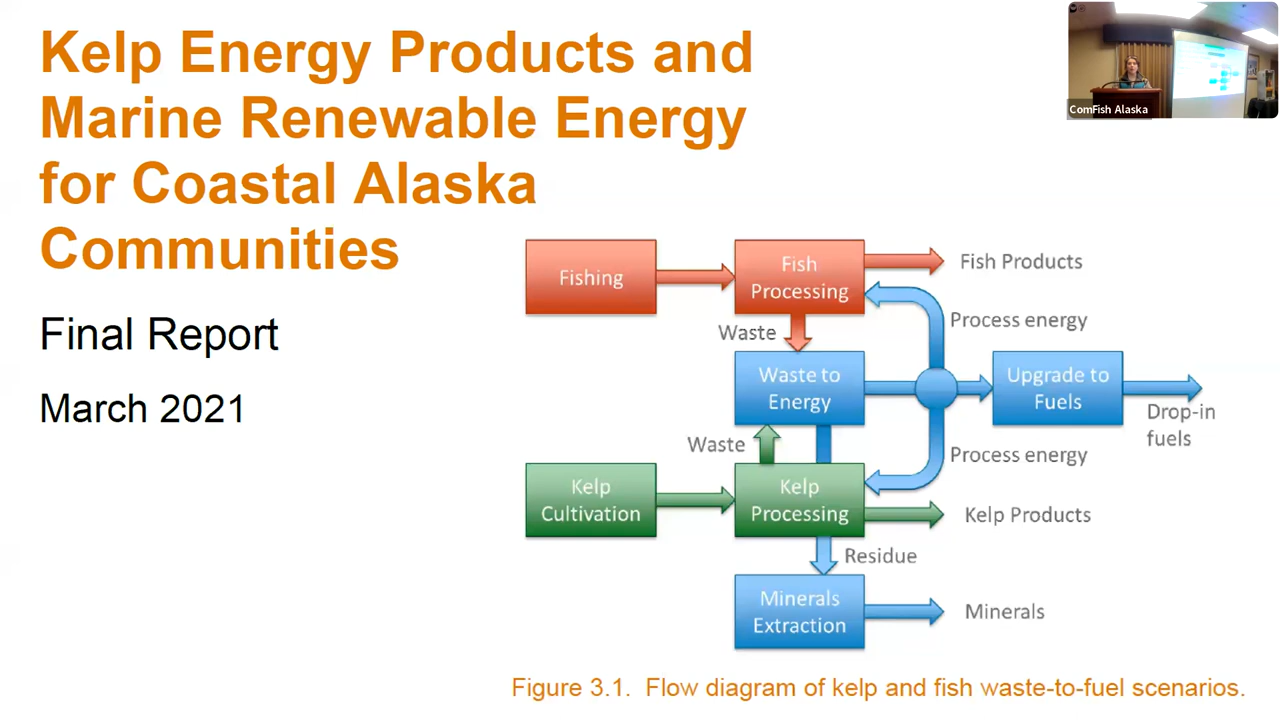 Kelp Energy Products and
Marine Renewable Energy
for Coastal Alaska
Communities
Final Report
March 2021
ComFish Alaska
Fishing
Fish
Processing
Fish Products
Waste
Process energy
Waste to
Energy
Upgrade to
Fuels
Drop-in
fuels
Waste
Process energy
Kelp
Cultivation
Kelp
Processing
Kelp Products
Residue
Minerals
Extraction
Minerals
Figure 3.1. Flow diagram of kelp and fish waste-to-fuel scenarios.